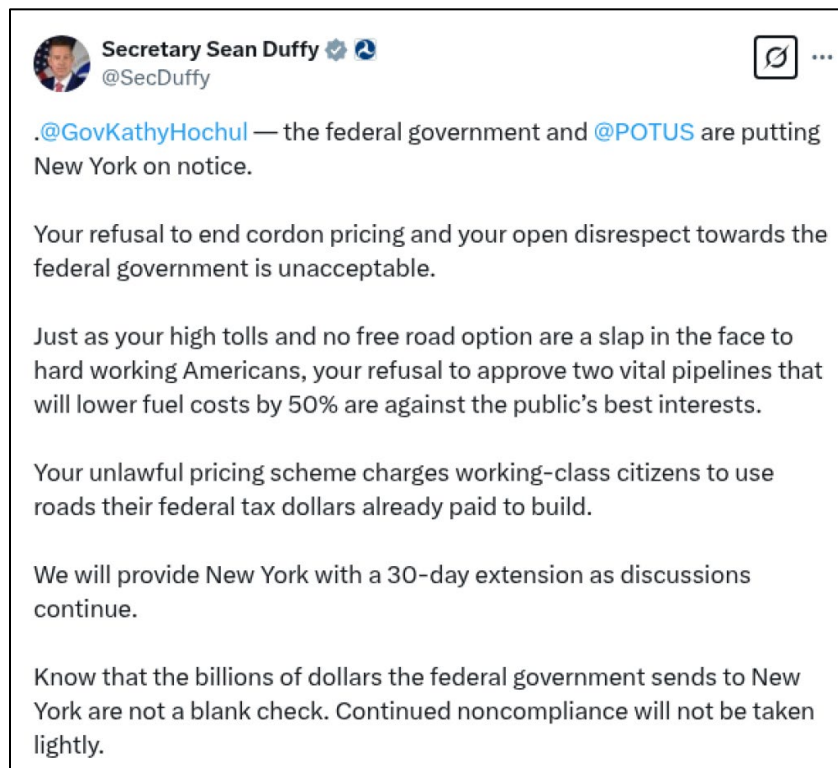 Secretary Sean Duffy
@SecDuffy
.@GovKathyHochul — the federal government and @POTUS are putting
New York on notice.
Your refusal to end cordon pricing and your open disrespect towards the
federal government is unacceptable.
Just as your high tolls and no free road option are a slap in the face to
hard working Americans, your refusal to approve two vital pipelines that
will lower fuel costs by 50% are against the public’s best interests.
Your unlawful pricing scheme charges working-class citizens to use
roads their federal tax dollars already paid to build.
We will provide New York with a 30-day extension as discussions
continue.
Know that the billions of dollars the federal government sends to New
York are not a blank check. Continued noncompliance will not be taken
lightly.